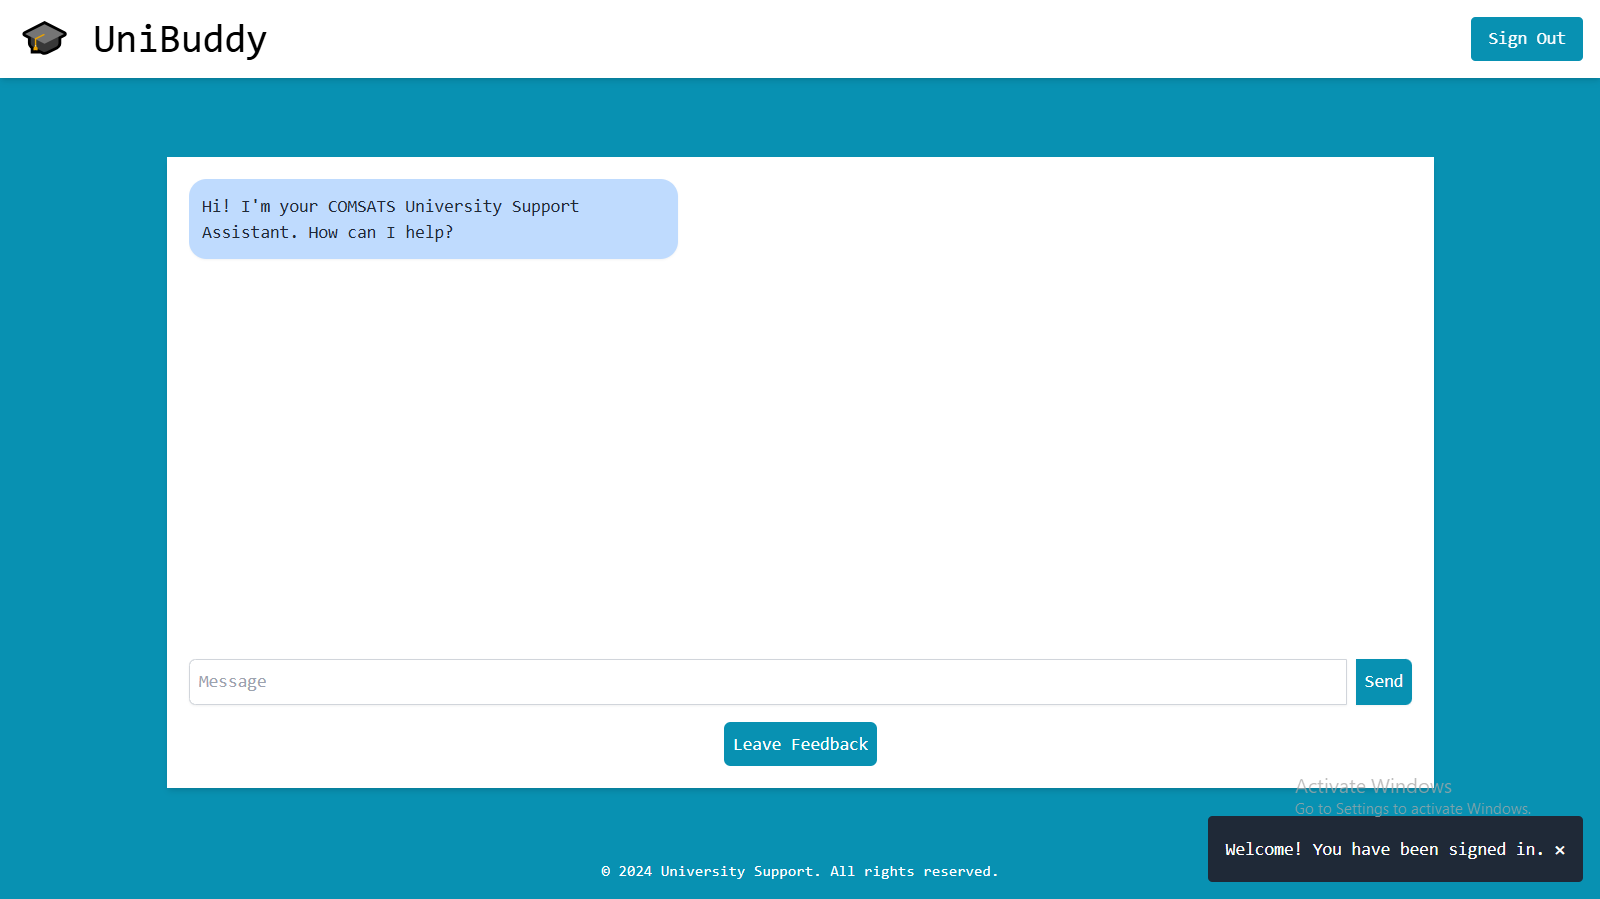 UniBuddy
Sign Out
Hi! I'm your COMSATS University Support
Assistant. How can I help?
Message
Send
Leave Feedback
Activate Windows
Go to Settings to activate Windows.
Welcome! You have been signed in. ×
© 2024 University Support. All rights reserved.